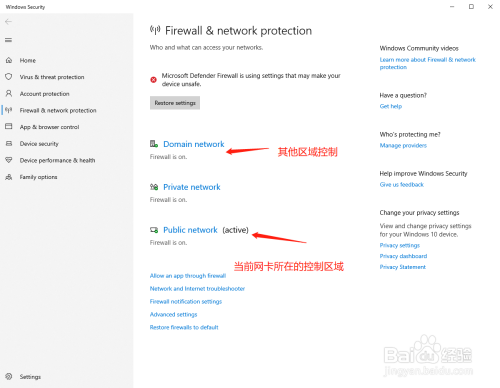 Windows Security
Home
Virus & threat protection
Account protection
Firewall & network protection
App & browser control
Device security
Device performance & health
Family options
Settings
Firewall & network protection
Who and what can access your networks.
Microsoft Defender Firewall is using settings that may make your
device unsafe.
Restore settings
Domain network
其他区域控制
Firewall is on.
Private network
Firewall is on.
Public network (active)
Firewall is on.
当前网卡所在的控制区域
Allow an app through firewall
Network and Internet troubleshooter
Firewall notification settings
Advanced settings
Restore firewalls to default
Windows Community videos
Learn more about Firewall & network
protection
Have a question?
Get help
Who's protecting me?
Manage providers
Help improve Windows Security
Give us feedback
Change your privacy settings
View and change privacy settings
for your Windows 10 device.
Privacy settings
Privacy dashboard
Privacy Statement
Baidu 经验
jingyan.baidu.com